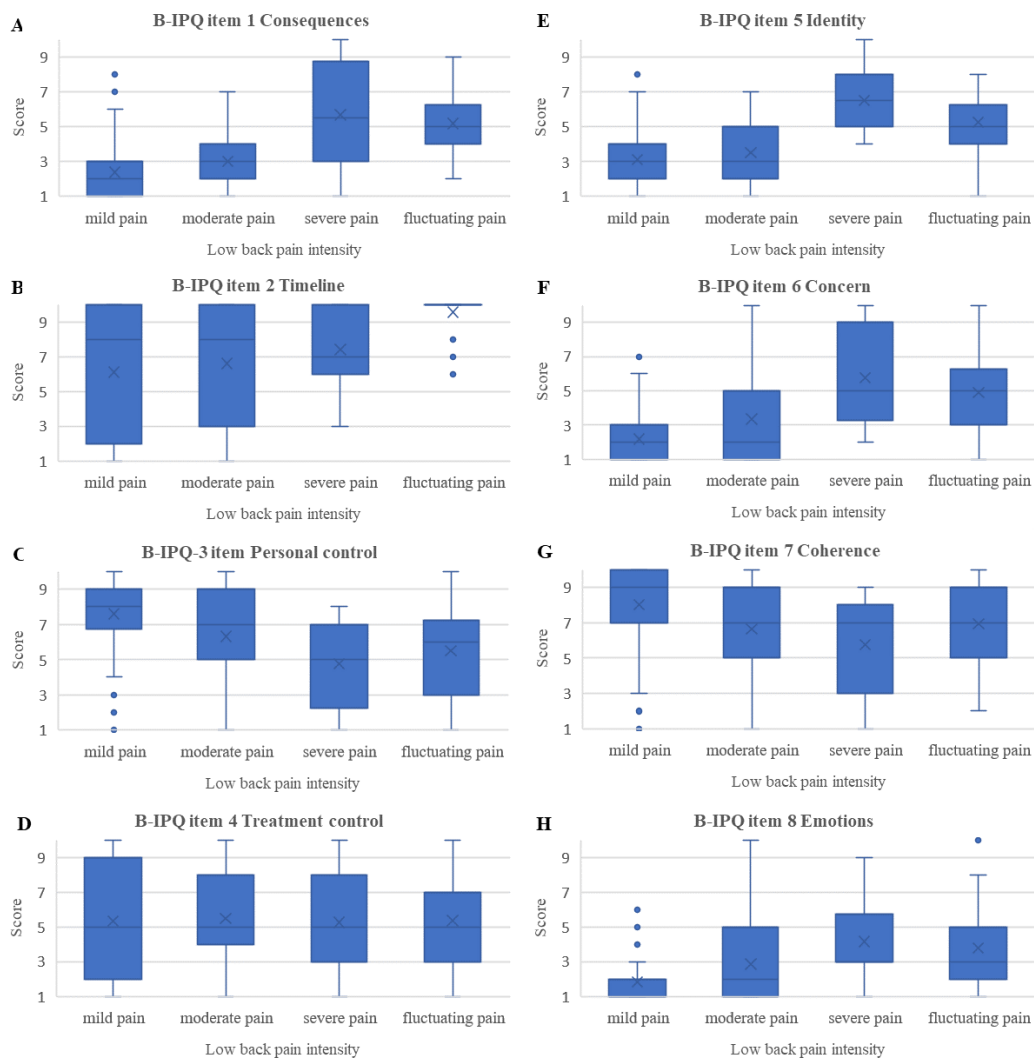 A
B-IPQ item 1 Consequences
9
7
5
3
1
Score
mild pain moderate pain severe pain fluctuating pain
Low back pain intensity
B
B-IPQ item 2 Timeline
9
7
5
3
1
Score
mild pain moderate pain severe pain fluctuating pain
Low back pain intensity
C
B-IPQ-3 item Personal control
9
7
5
3
1
Score
mild pain moderate pain severe pain fluctuating pain
Low back pain intensity
D
B-IPQ item 4 Treatment control
9
7
5
3
1
Score
mild pain moderate pain severe pain fluctuating pain
Low back pain intensity
E
B-IPQ item 5 Identity
9
7
5
3
1
Score
mild pain moderate pain severe pain fluctuating pain
Low back pain intensity
F
B-IPQ item 6 Concern
9
7
5
3
1
Score
mild pain moderate pain severe pain fluctuating pain
Low back pain intensity
G
B-IPQ item 7 Coherence
9
7
5
3
1
Score
mild pain moderate pain severe pain fluctuating pain
Low back pain intensity
H
B-IPQ item 8 Emotions
9
7
5
3
1
Score
mild pain moderate pain severe pain fluctuating pain
Low back pain intensity